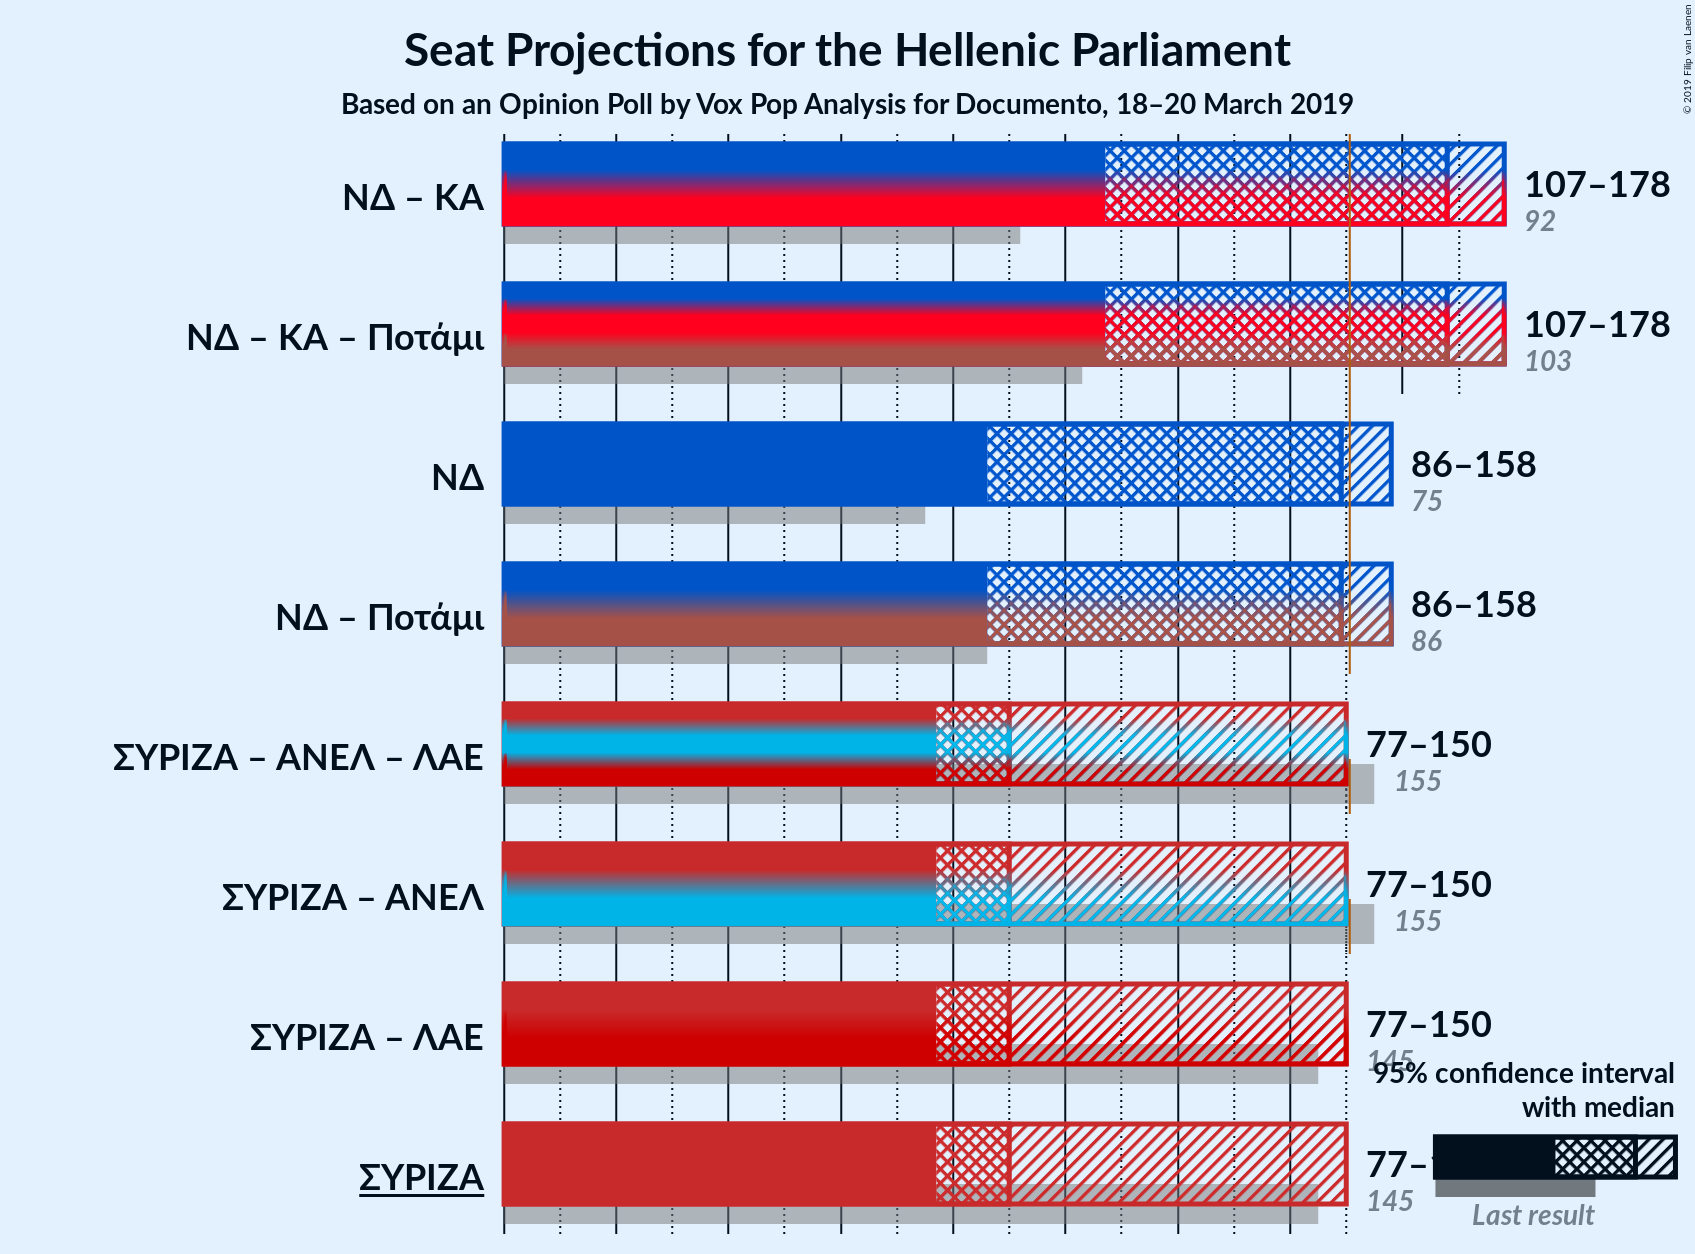 Seat Projections for the Hellenic Parliament
Based on an Opinion Poll by Vox Pop Analysis for Documento, 18–20 March 2019
© 2019 Filip van Laenen
ΝΔ – ΚΑ
107–178
92
ΝΔ – ΚΑ – Ποτάμι
107–178
103
ΝΔ
86–158
75
ΝΔ – Ποτάμι
86–158
86
ΣΥΡΙΖΑ – ΑΝΕΛ – ΛΑΕ
77–150
155
ΣΥΡΙΖΑ – ΑΝΕΛ
77–150
155
ΣΥΡΙΖΑ – ΛΑΕ
77–150
145
95% confidence interval
with median
ΣΥΡΙΖΑ
77–
145
Last result